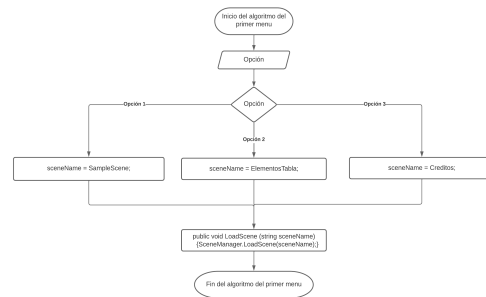 Inicio del algoritmo del
primer menu
Opción
Opción
Opción 1
Opción 3
Opción 2
sceneName = SampleScene;
sceneName = ElementosTabla;
sceneName = Creditos;
public void LoadScene (string sceneName)
{SceneManager.LoadScene(sceneName);}
Fin del algoritmo del primer menu